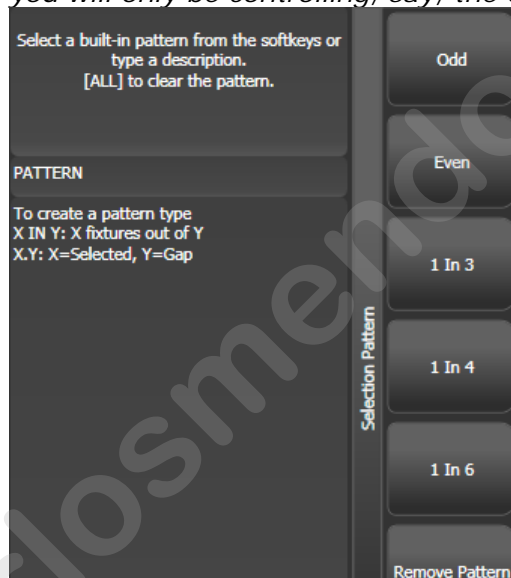 you will only be controlling, say, the
Select a built-in pattern from the softkeys or
type a description.
[ALL] to clear the pattern.
PATTERN
To create a pattern type
X IN Y: X fixtures out of Y
X.Y: X=Selected, Y=Gap
Selection Pattern
Odd
Even
1 In 3
1 In 4
1 In 6
Remove Pattern